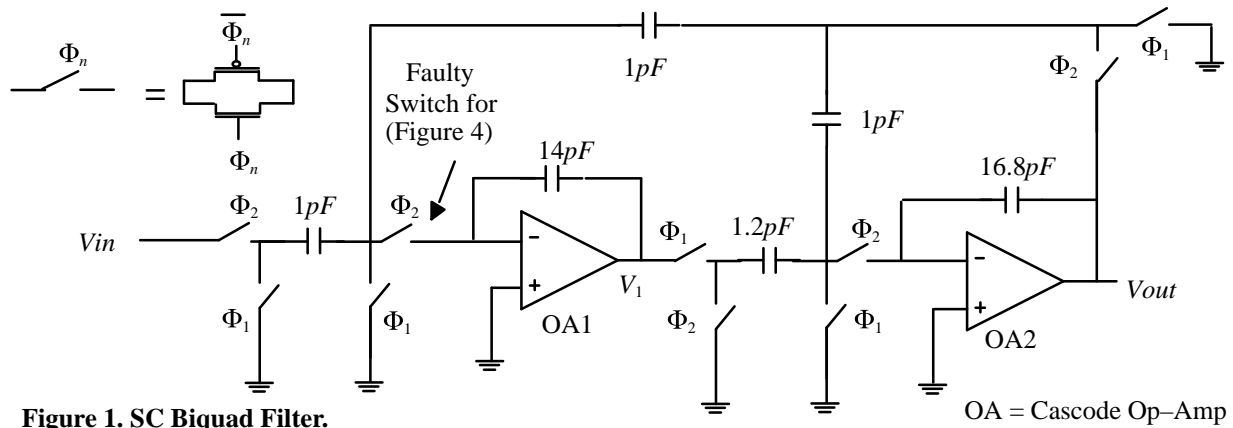 Φ̅n
Φn
=
Φn
Faulty
Switch for
(Figure 4)
1pF
Φ1
Φ2
1pF
14pF
16.8pF
Vin
Φ2
1pF
Φ2
−
+
OA1
V1
Φ1
1.2pF
Φ2
−
+
OA2
Vout
Φ1
Φ1
Φ2
Φ1
Figure 1. SC Biquad Filter.
OA = Cascode Op–Amp